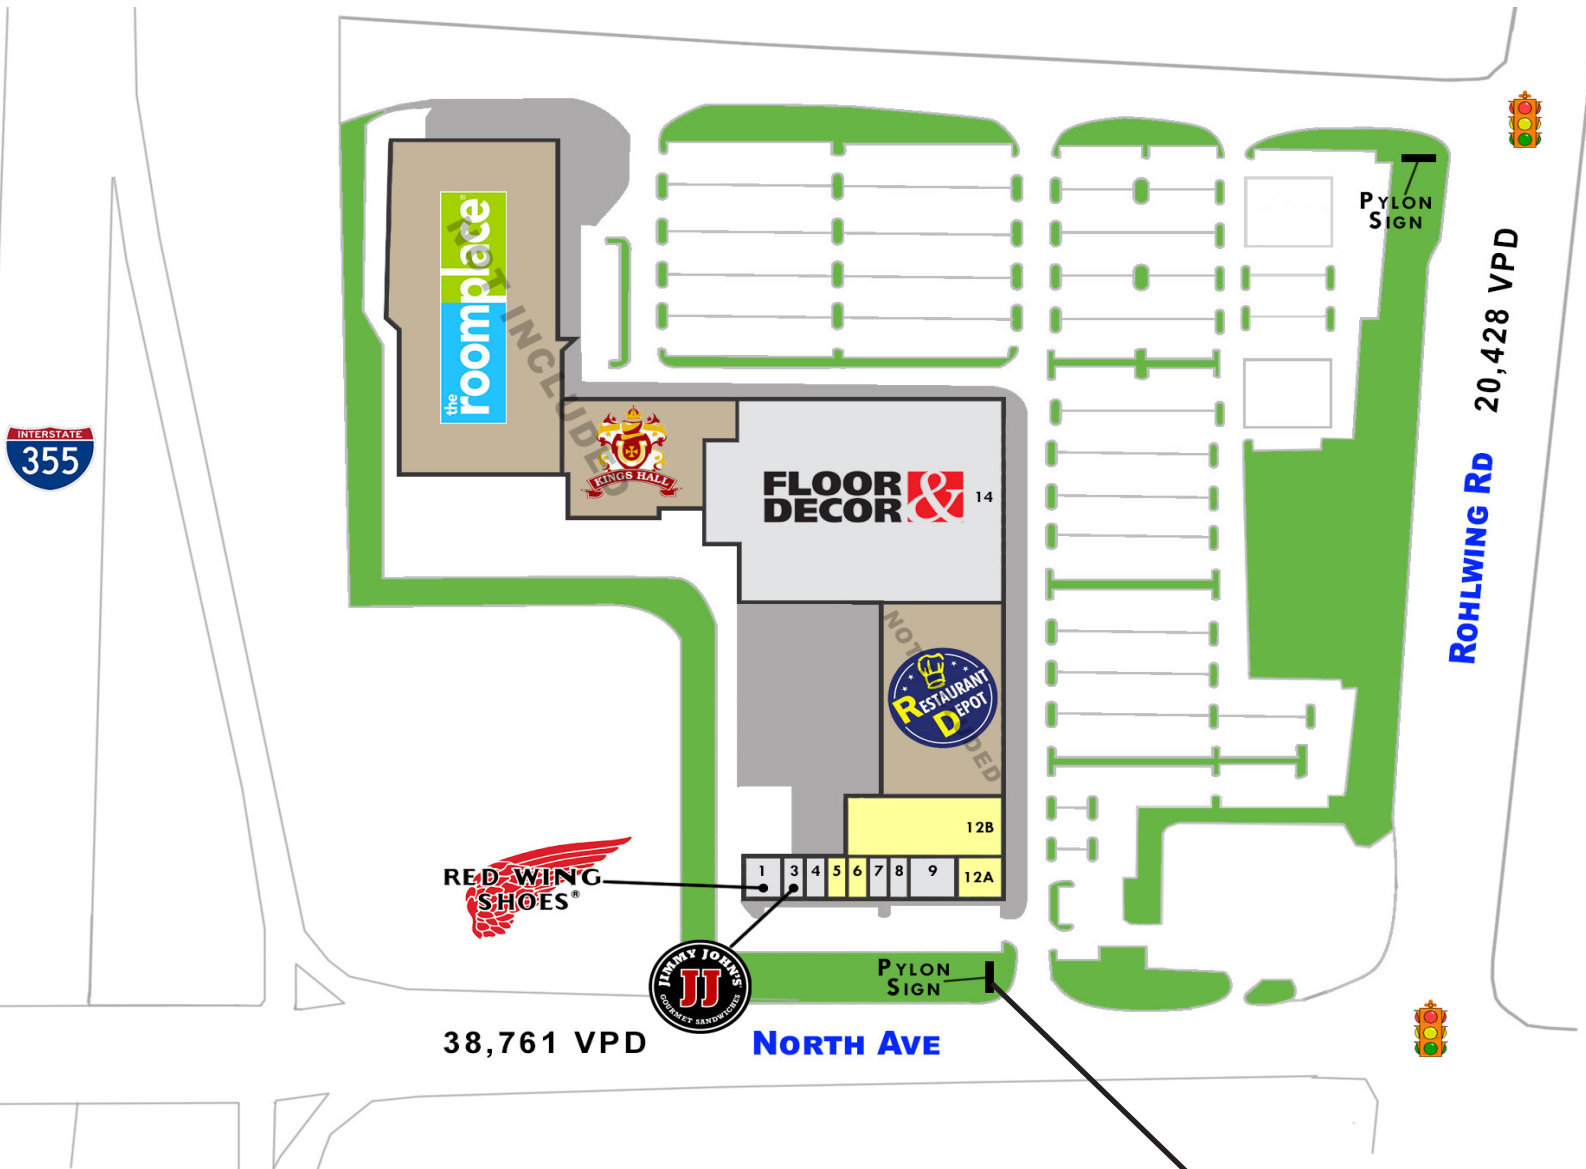 PYLON
SIGN
20,428 VPD
ROHLWING RD
the
roomplace
NOT INCLUDED
KINGS HALL
INTERSTATE
355
FLOOR
& DECOR
14
NOT INCLUDED
RESTAURANT
DEPOT
12B
1
3
4
5
6
7
8
9
12A
RED WING
SHOES®
JIMMY JOHN'S
JJ
GOURMET SANDWICHES
PYLON
SIGN
38,761 VPD
NORTH AVE